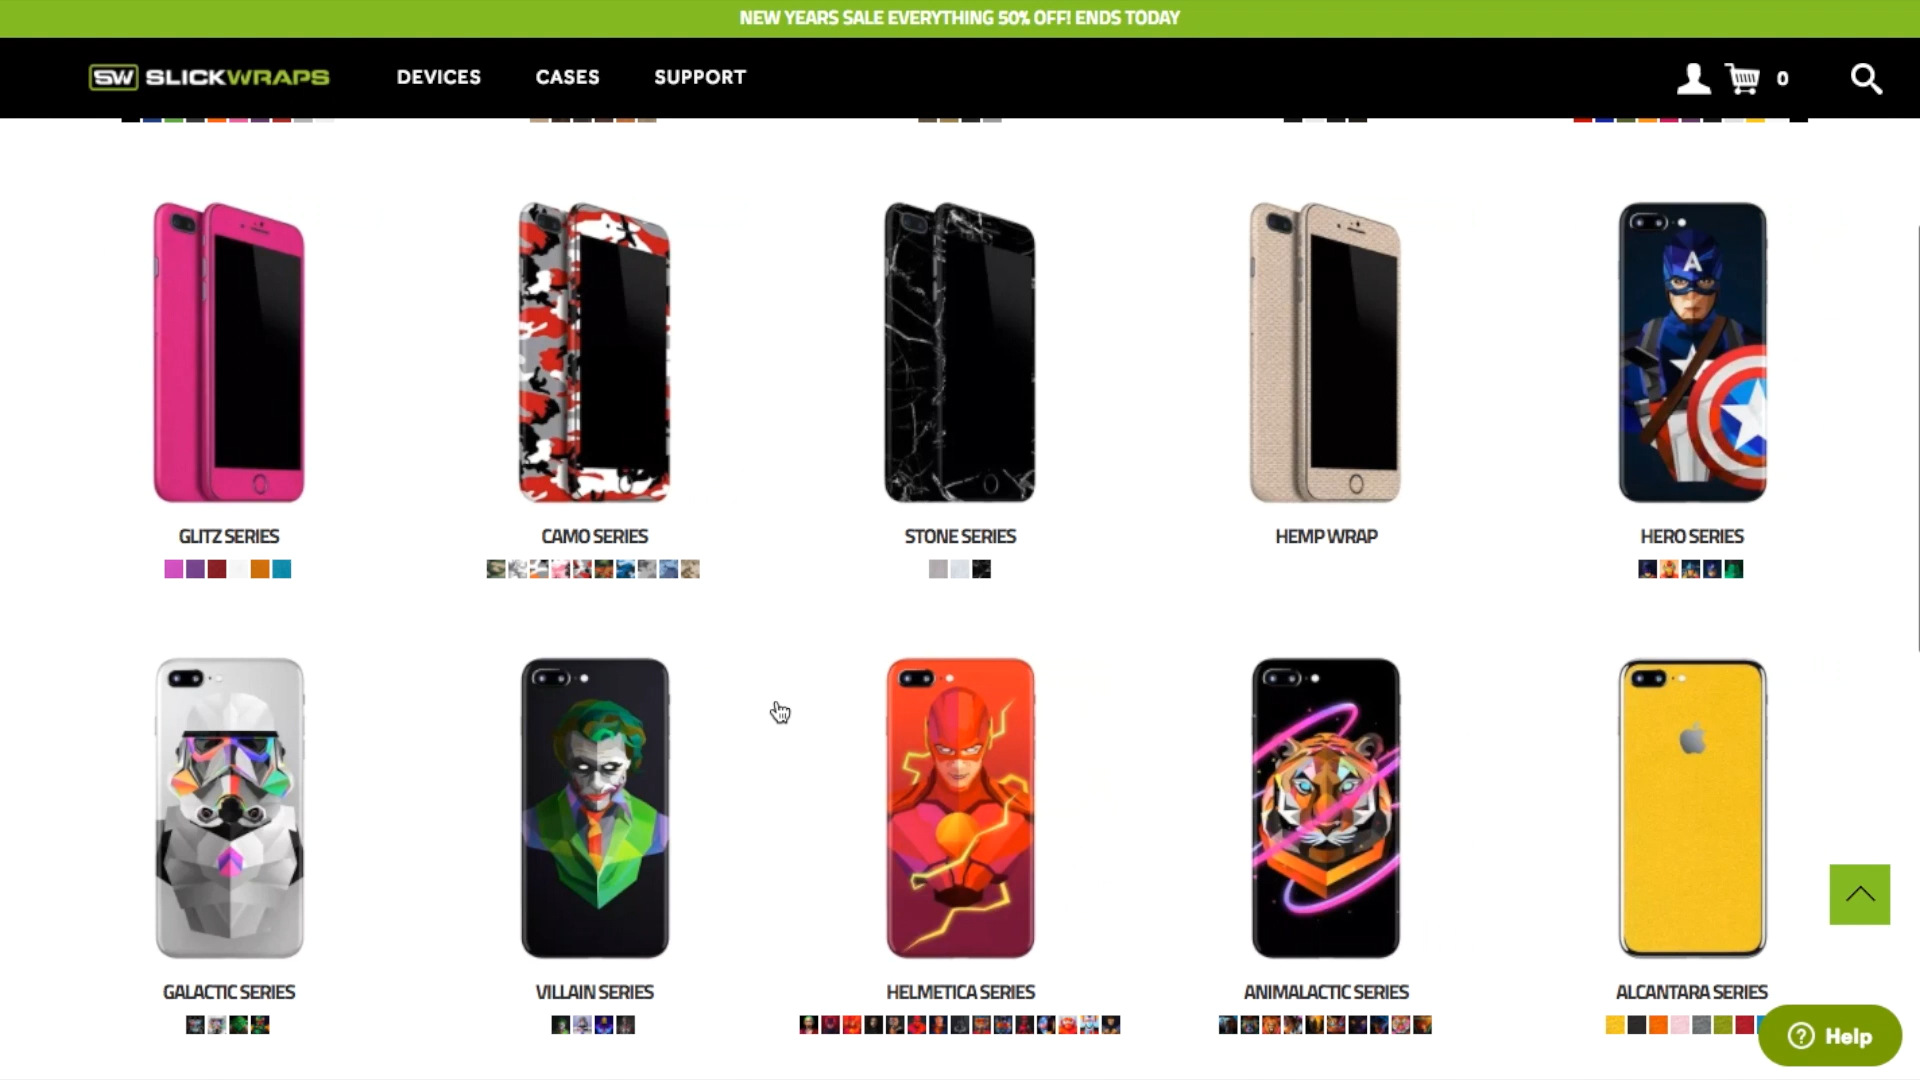 NEW YEARS SALE EVERYTHING 50% OFF! ENDS TODAY
SW SLICKWRAPS
DEVICES
CASES
SUPPORT
0
A
GLITZ SERIES
CAMO SERIES
STONE SERIES
HEMP WRAP
HERO SERIES
GALACTIC SERIES
VILLAIN SERIES
HELMETICA SERIES
ANIMALACTIC SERIES
ALCANTARA SERIES
? Help